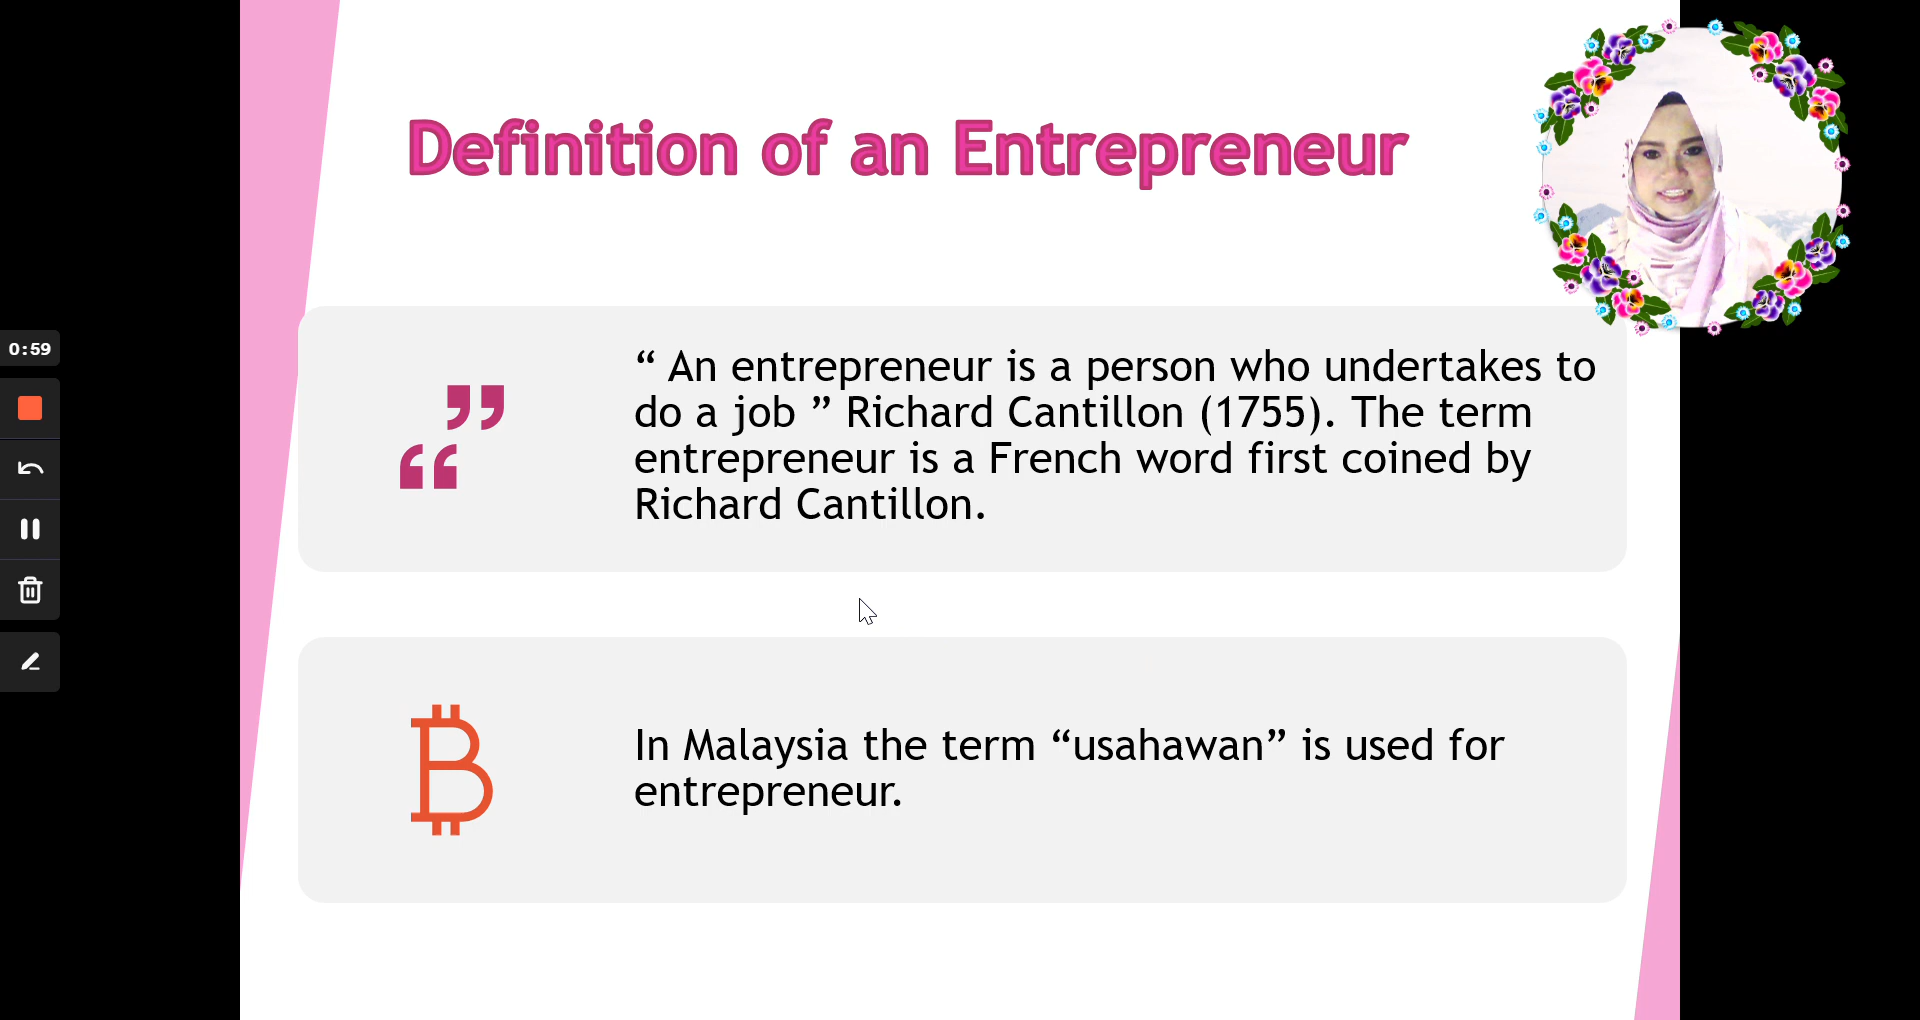 Definition of an Entrepreneur
0:59
“ An entrepreneur is a person who undertakes to
do a job ” Richard Cantillon (1755). The term
entrepreneur is a French word first coined by
Richard Cantillon.
In Malaysia the term “usahawan” is used for
entrepreneur.